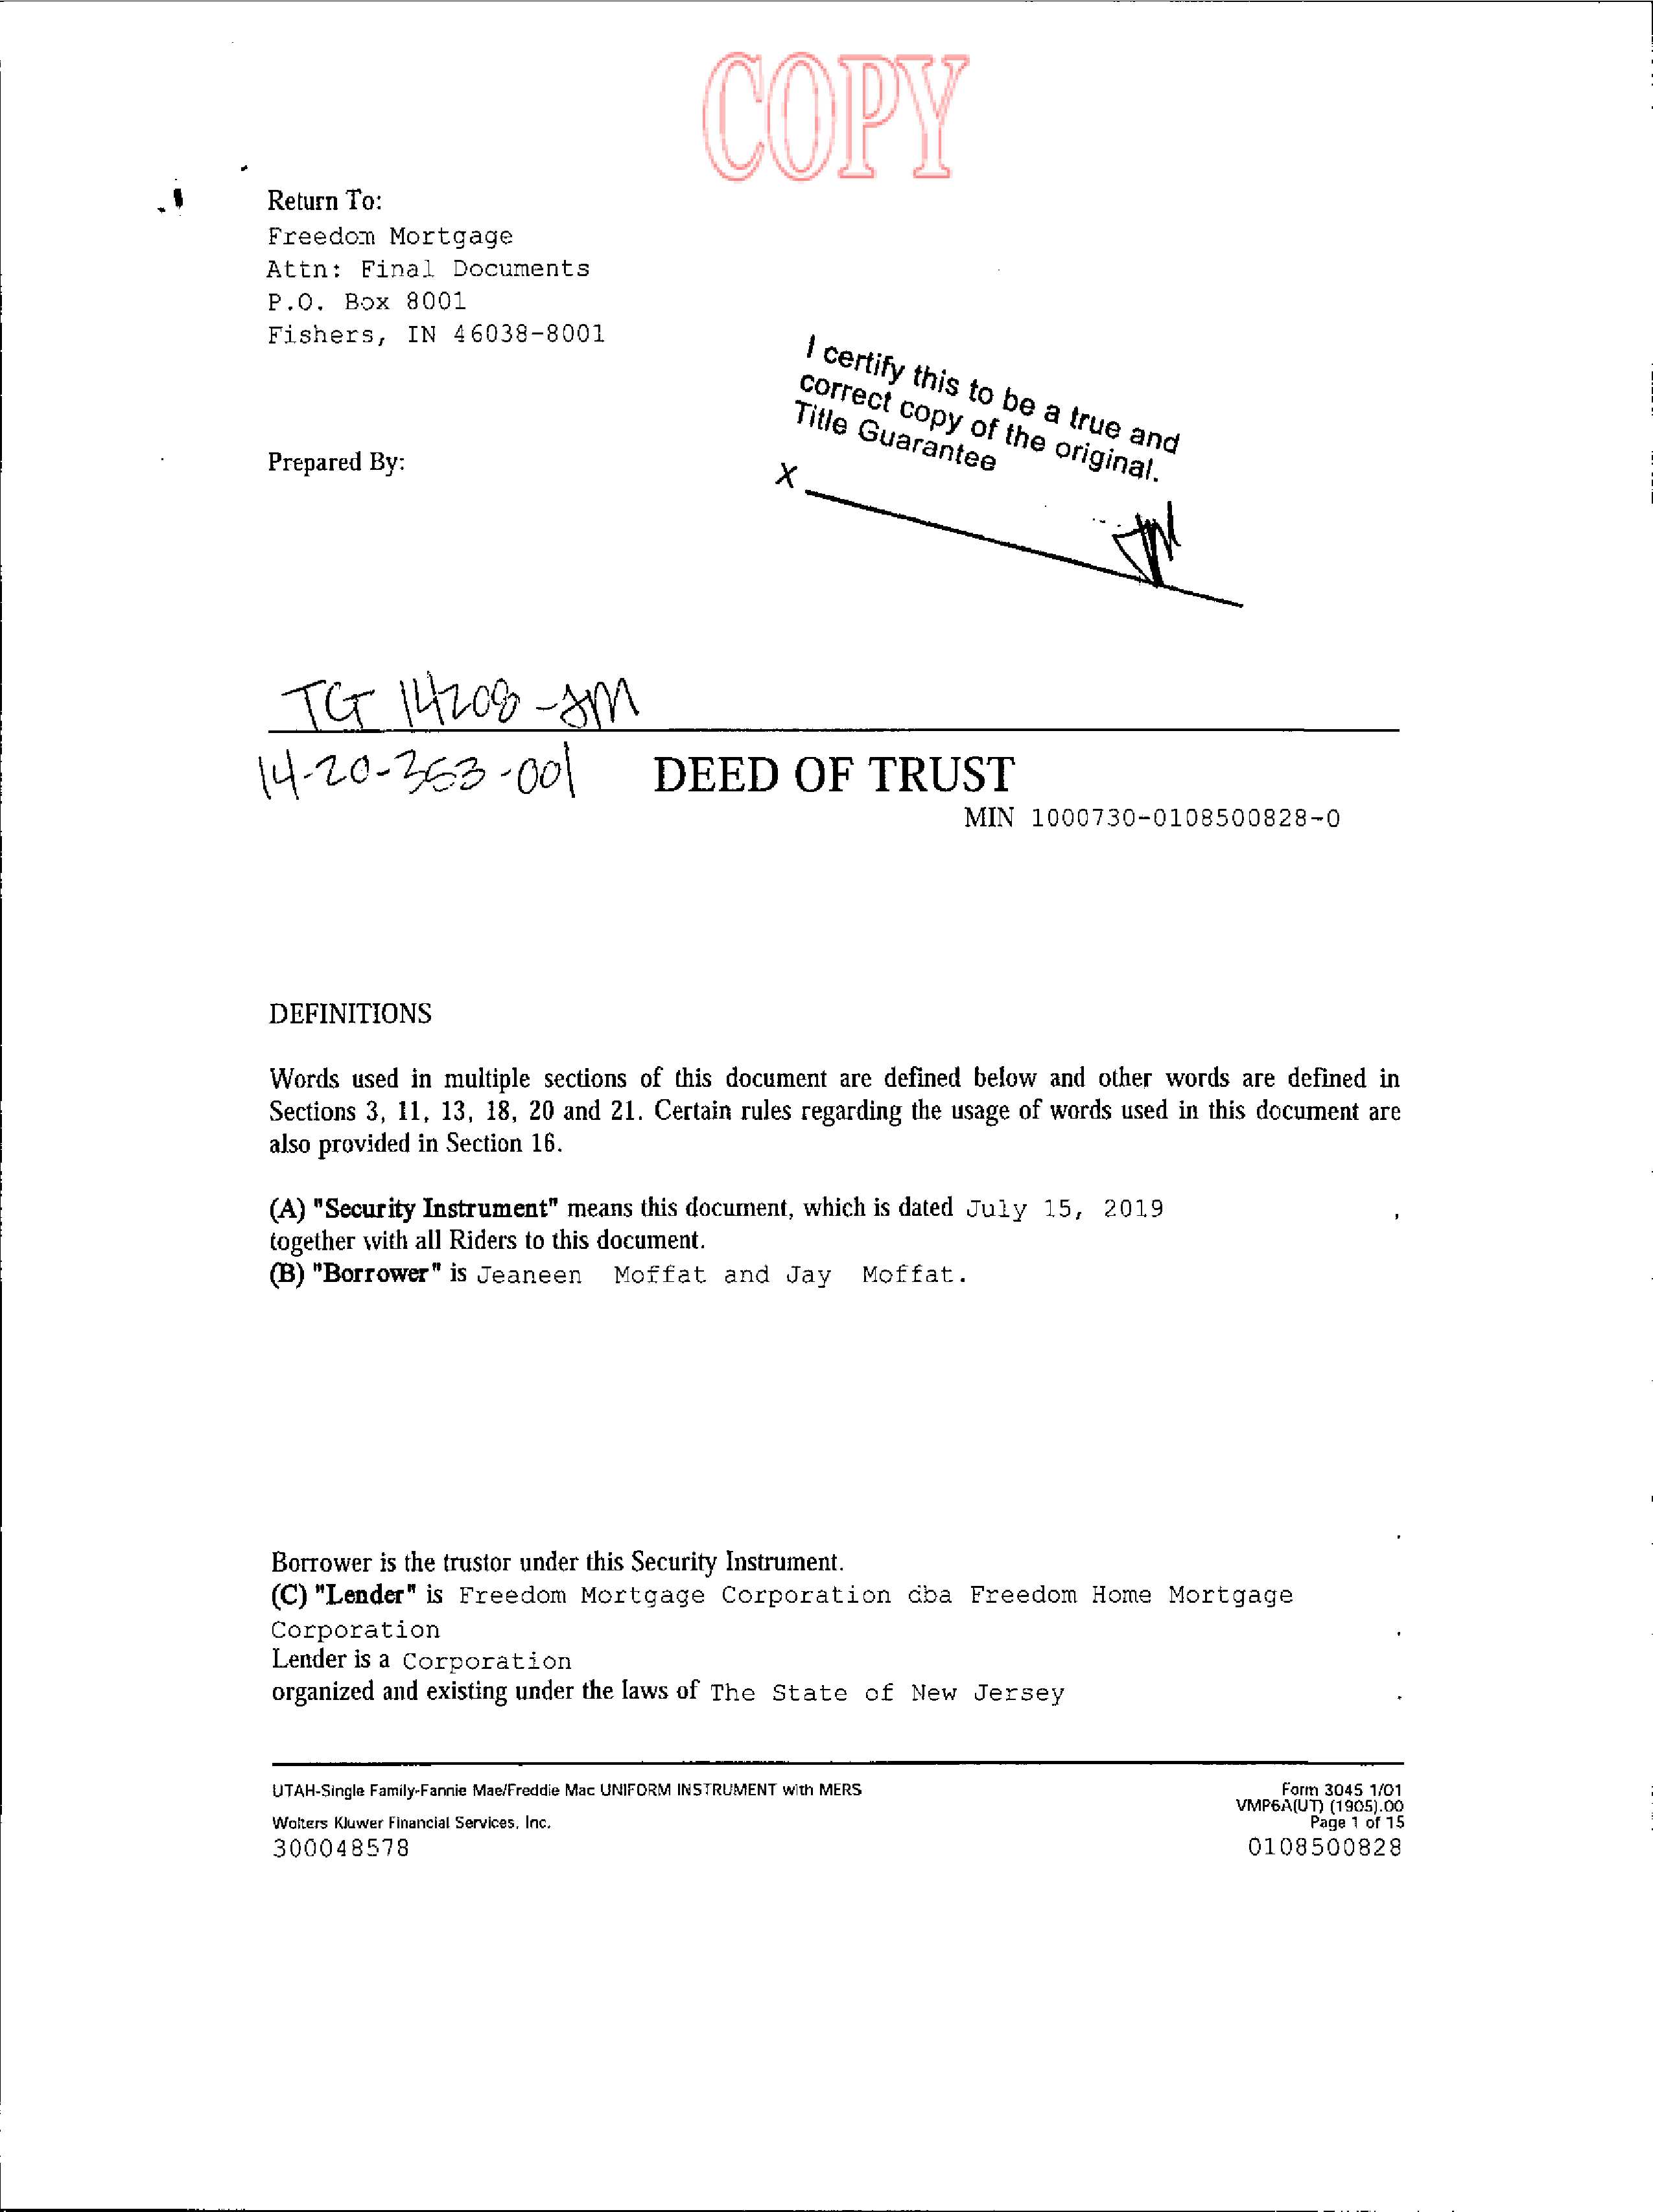 COPY
Return To:
Freedom Mortgage
Attn: Final Documents
P.O. Box 8001
Fishers, IN 46038-8001
I certify this to be a true and
correct copy of the original.
Title Guarantee
X
Prepared By:
TGT 14208-JM
14-20-353-001
DEED OF TRUST
MIN 1000730-0108500828-0
DEFINITIONS
Words used in multiple sections of this document are defined below and other words are defined in
Sections 3, 11, 13, 18, 20 and 21. Certain rules regarding the usage of words used in this document are
also provided in Section 16.
(A) "Security Instrument" means this document, which is dated July 15, 2019 ,
together with all Riders to this document.
(B) "Borrower" is Jeaneen Moffat and Jay Moffat.
Borrower is the trustor under this Security Instrument.
(C) "Lender" is Freedom Mortgage Corporation dba Freedom Home Mortgage
Corporation .
Lender is a Corporation
organized and existing under the laws of The State of New Jersey .
UTAH-Single Family-Fannie Mae/Freddie Mac UNIFORM INSTRUMENT with MERS
Form 3045 1/01
VMP6A(UT) (1905).00
Wolters Kluwer Financial Services, Inc.
Page 1 of 15
300048578
0108500828